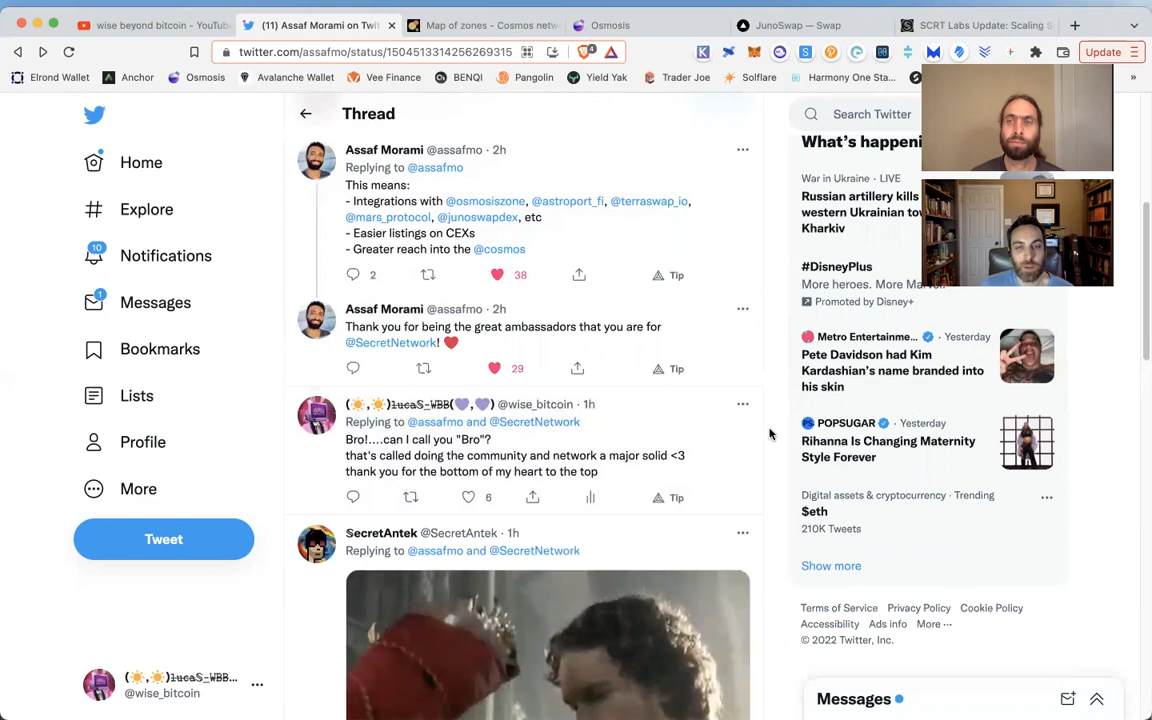 wise beyond bitcoin - YouTube
(11) Assaf Morami on Twit
Map of zones - Cosmos netw
Osmosis
JunoSwap — Swap
SCRT Labs Update: Scaling S
twitter.com/assafmo/status/1504513314256269315
4
Update
Elrond Wallet
Anchor
Osmosis
Avalanche Wallet
Vee Finance
BENQI
Pangolin
Yield Yak
Trader Joe
Solflare
Harmony One Sta...
Home
Explore
10
Notifications
1
Messages
Bookmarks
Lists
Profile
More
Tweet
lucaS-WBB...
@wise_bitcoin
Thread
Assaf Morami @assafmo · 2h
Replying to @assafmo
This means:
- Integrations with @osmosiszone, @astroport_fi, @terraswap_io,
@mars_protocol, @junoswapdex, etc
- Easier listings on CEXs
- Greater reach into the @cosmos
2
38
Tip
Assaf Morami @assafmo · 2h
Thank you for being the great ambassadors that you are for
@SecretNetwork! ❤️
29
Tip
(☀️,☀️)lucaS-WBB(💜,💜) @wise_bitcoin · 1h
Replying to @assafmo and @SecretNetwork
Bro!....can I call you "Bro"?
that's called doing the community and network a major solid <3
thank you for the bottom of my heart to the top
6
Tip
SecretAntek @SecretAntek · 1h
Replying to @assafmo and @SecretNetwork
Search Twitter
What's happeni
War in Ukraine · LIVE
Russian artillery kills
western Ukrainian tov
Kharkiv
#DisneyPlus
More heroes. More Marvel.
Promoted by Disney+
Metro Entertainme... · Yesterday
Pete Davidson had Kim
Kardashian's name branded into
his skin
POPSUGAR · Yesterday
Rihanna Is Changing Maternity
Style Forever
Digital assets & cryptocurrency · Trending
$eth
210K Tweets
Show more
Terms of Service Privacy Policy Cookie Policy
Accessibility Ads info More ···
© 2022 Twitter, Inc.
Messages